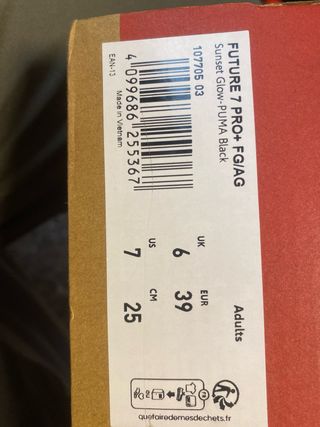 FUTURE 7 PRO+ FG/AG
Sunset Glow-PUMA Black
107705 03
4 099686 255367
EAN-13
Made in Vietnam
Adults
UK EUR
6 39
US CM
7 25
FR
quefairedemesdechets.fr